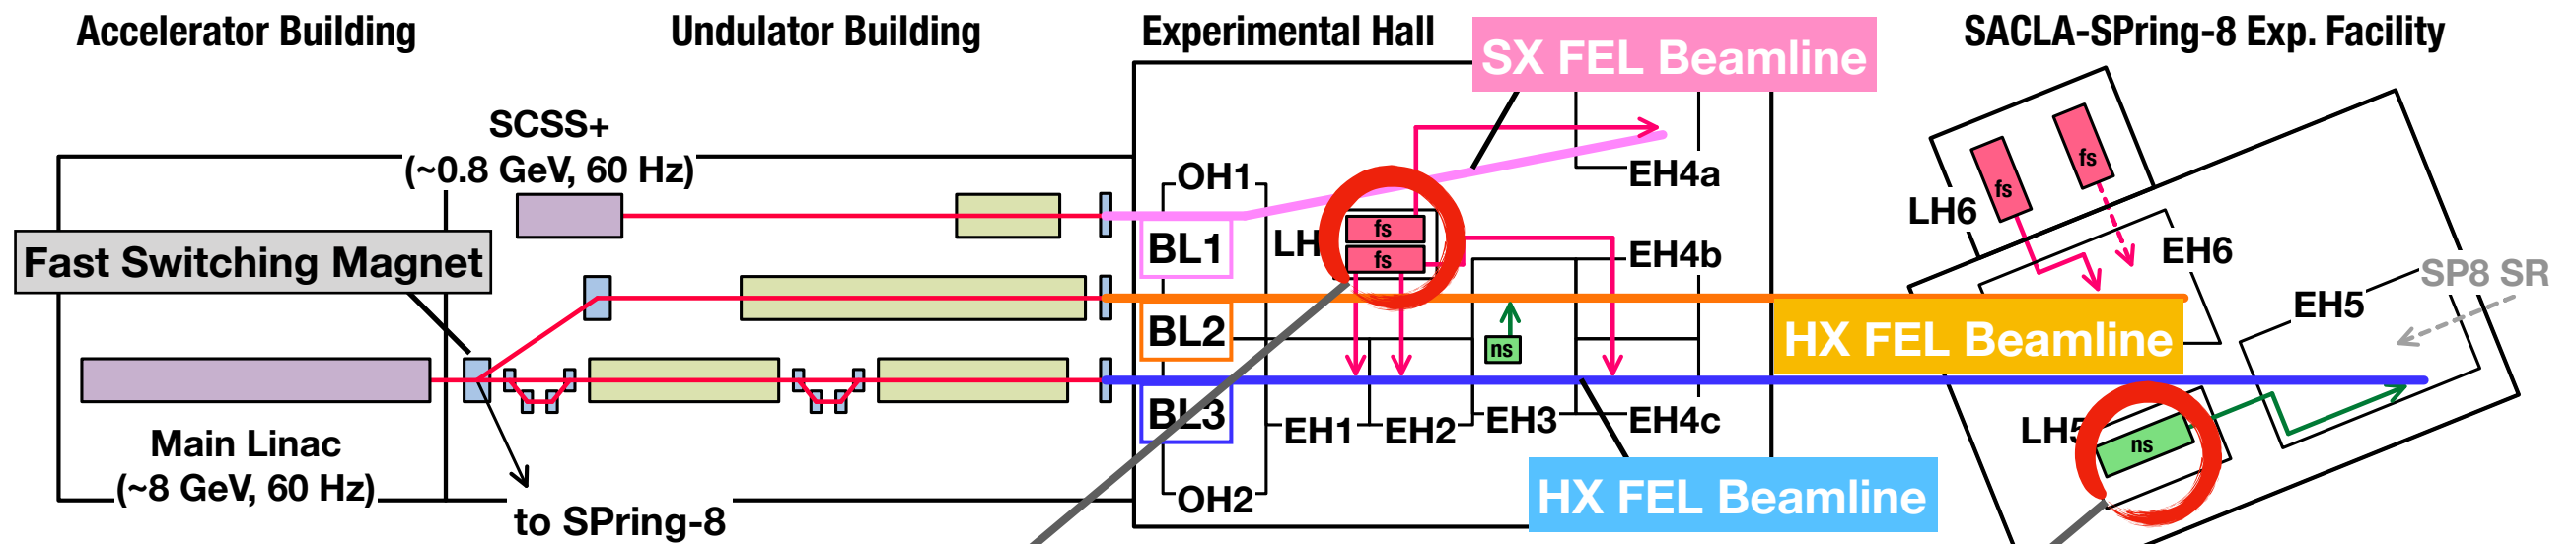 Accelerator Building
Undulator Building
Experimental Hall
SX FEL Beamline
SACLA-SPring-8 Exp. Facility
SCSS+
(~0.8 GeV, 60 Hz)
Fast Switching Magnet
Main Linac
(~8 GeV, 60 Hz)
to SPring-8
OH1
BL1
BL2
BL3
OH2
LH
fs
fs
ns
EH1
EH2
EH3
EH4a
EH4b
EH4c
HX FEL Beamline
HX FEL Beamline
LH6
fs
fs
EH6
EH5
SP8 SR
LH5
ns